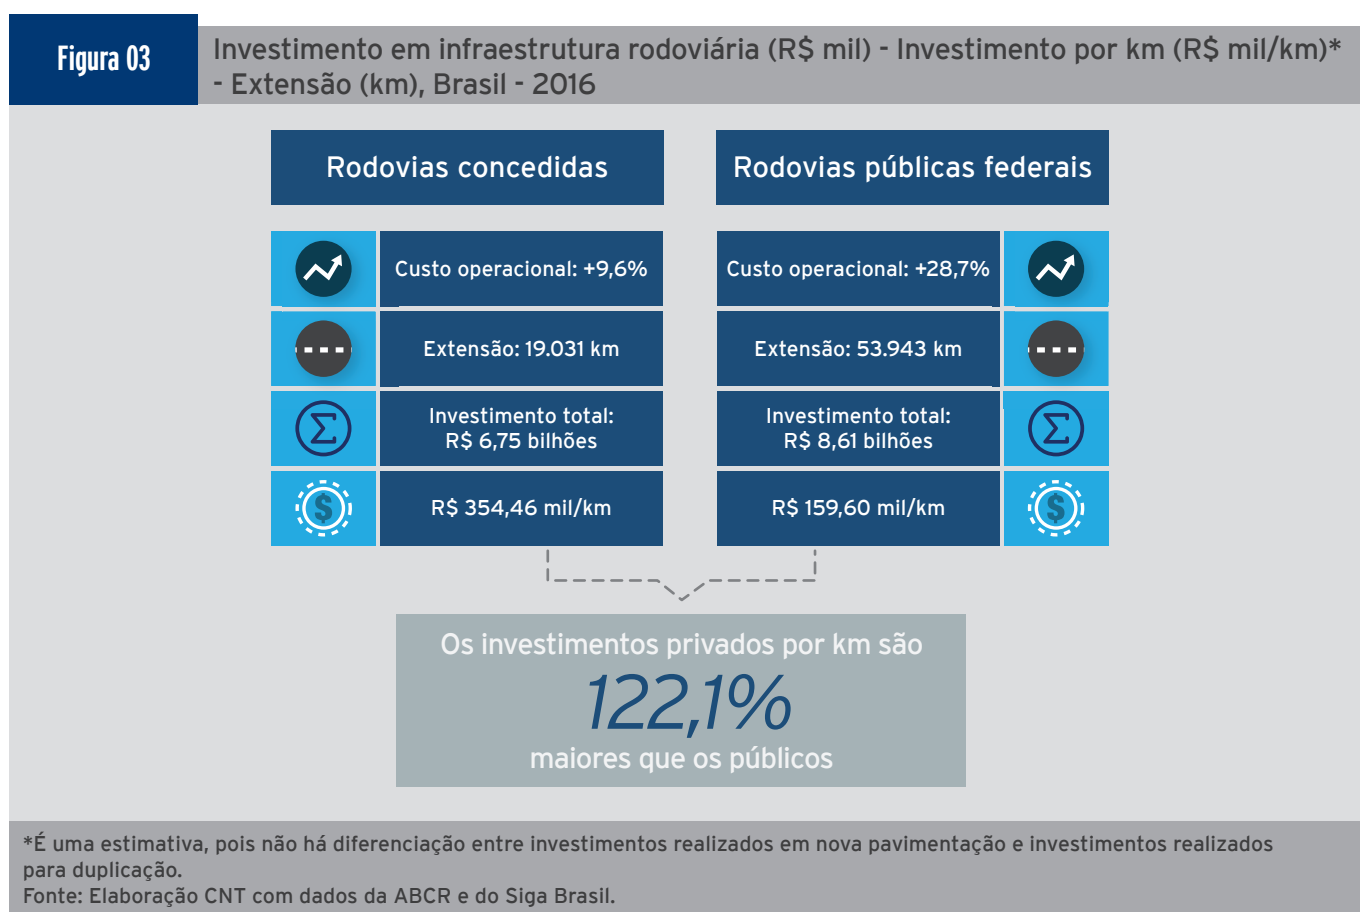 Figura 03
Investimento em infraestrutura rodoviária (R$ mil) - Investimento por km (R$ mil/km)*
- Extensão (km), Brasil - 2016
Rodovias concedidas
Custo operacional: +9,6%
Extensão: 19.031 km
Investimento total:
R$ 6,75 bilhões
R$ 354,46 mil/km
Rodovias públicas federais
Custo operacional: +28,7%
Extensão: 53.943 km
Investimento total:
R$ 8,61 bilhões
R$ 159,60 mil/km
Os investimentos privados por km são
122,1%
maiores que os públicos
*É uma estimativa, pois não há diferenciação entre investimentos realizados em nova pavimentação e investimentos realizados
para duplicação.
Fonte: Elaboração CNT com dados da ABCR e do Siga Brasil.